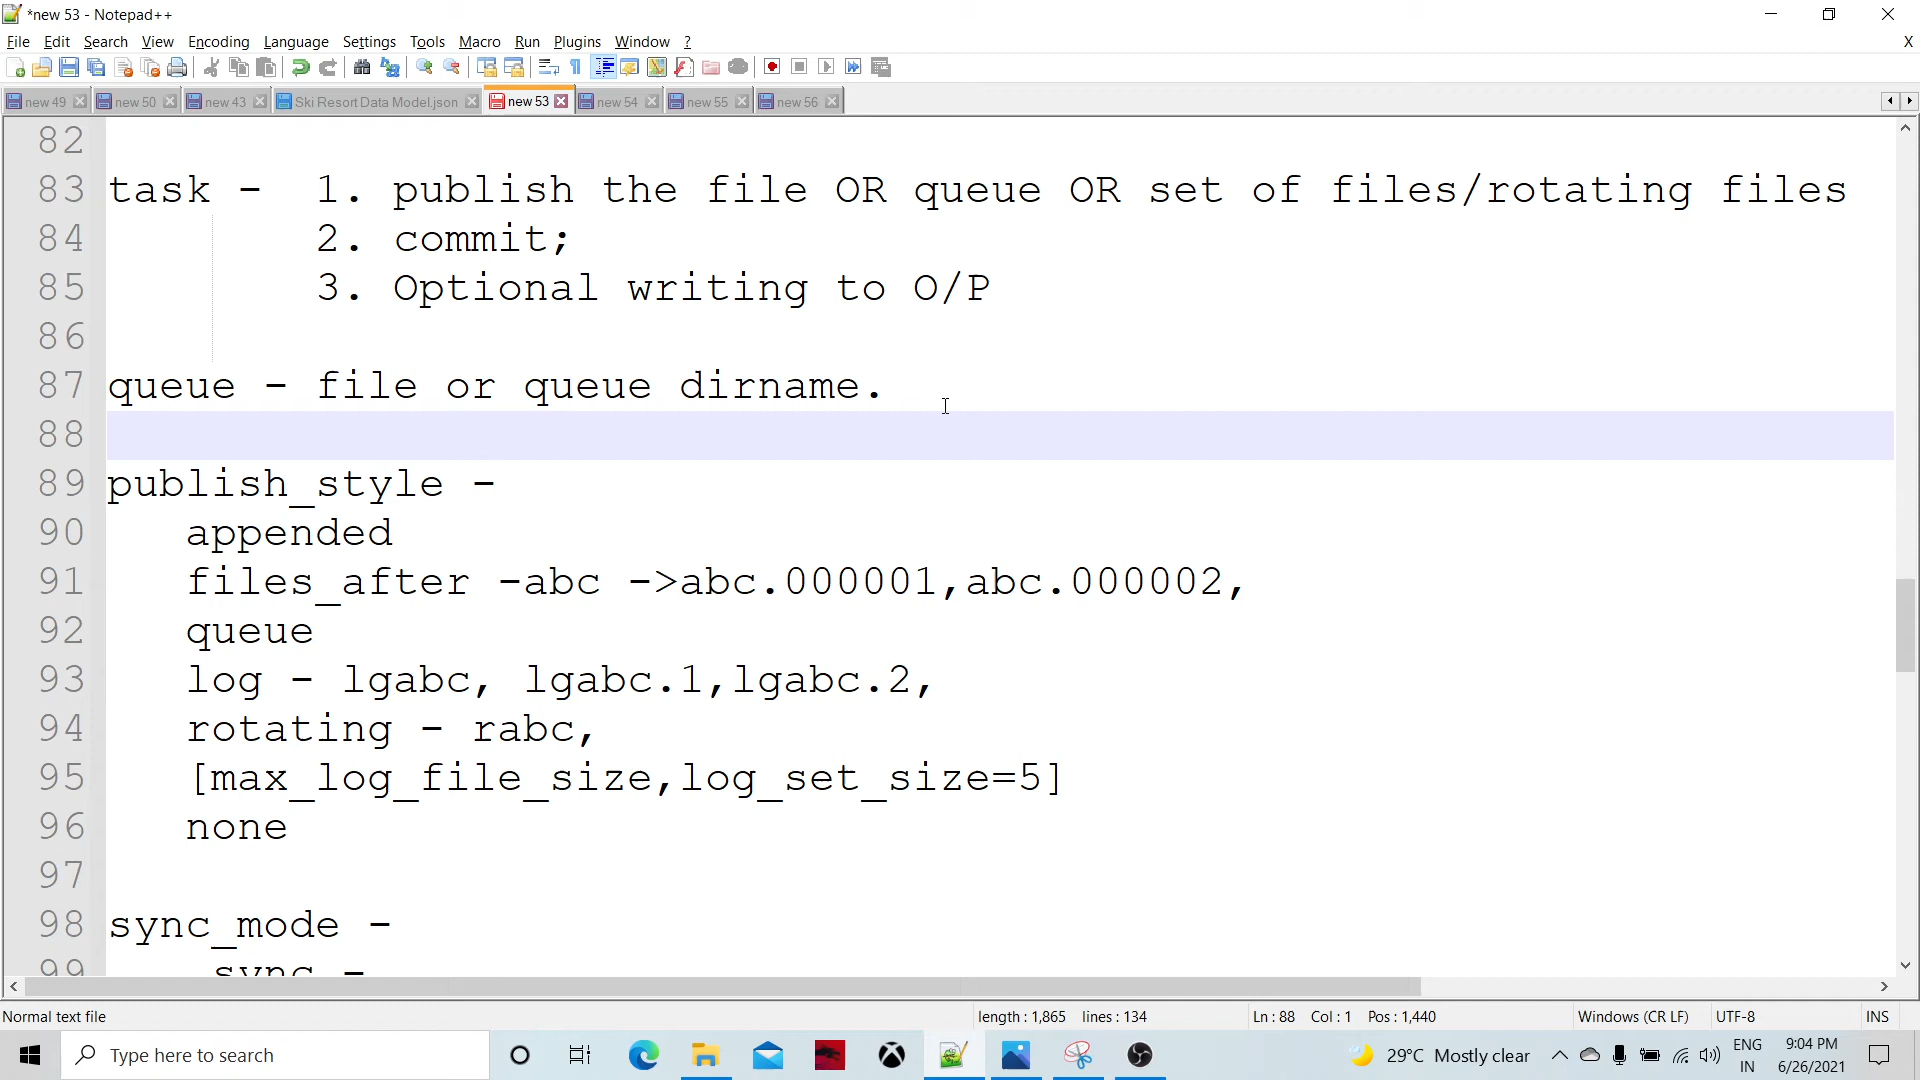 *new 53 - Notepad++
File Edit Search View Encoding Language Settings Tools Macro Run Plugins Window ? X
new 49 new 50 new 43 Ski Resort Data Model.json new 53 new 54 new 55 new 56
82
83 task -  1. publish the file OR queue OR set of files/rotating files
84 2. commit;
85 3. Optional writing to O/P
86
87 queue - file or queue dirname.
88
89 publish_style -
90 appended
91 files_after -abc ->abc.000001,abc.000002,
92 queue
93 log - lgabc, lgabc.1,lgabc.2,
94 rotating - rabc,
95 [max_log_file_size,log_set_size=5]
96 none
97
98 sync_mode -
99 sync -
Normal text file length : 1,865 lines : 134 Ln : 88 Col : 1 Pos : 1,440 Windows (CR LF) UTF-8 INS
Type here to search 29°C Mostly clear ENG IN 9:04 PM 6/26/2021